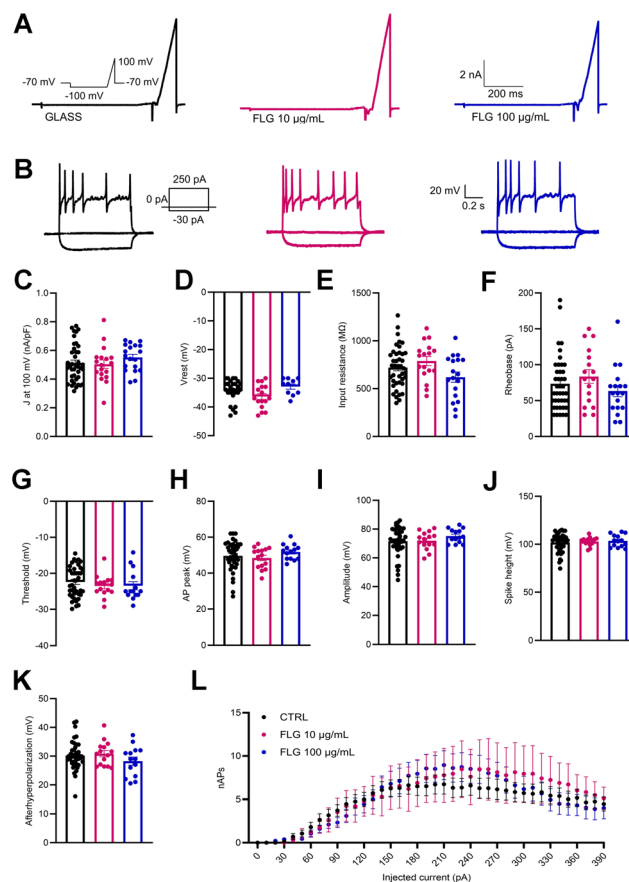 A
-70 mV
100 mV
-70 mV
-100 mV
GLASS
FLG 10 µg/mL
2 nA
200 ms
FLG 100 µg/mL
B
250 pA
0 pA
-30 pA
20 mV
0.2 s
C
J at 100 mV (nA/pF)
1.0
0.8
0.6
0.4
0.2
0.0
D
Vrest (mV)
0
-10
-20
-30
-40
-50
E
Input resistance (MΩ)
1500
1000
500
0
F
Rheobase (pA)
200
150
100
50
0
G
Threshold (mV)
0
-10
-20
-30
-40
H
AP peak (mV)
80
60
40
20
0
I
Amplitude (mV)
100
80
60
40
20
0
J
Spike height (mV)
150
100
50
0
K
Afterhyperpolarization (mV)
50
40
30
20
10
0
L
CTRL
FLG 10 µg/mL
FLG 100 µg/mL
nAPs
15
10
5
0
0 30 60 90 120 150 180 210 240 270 300 330 360 390
Injected current (pA)